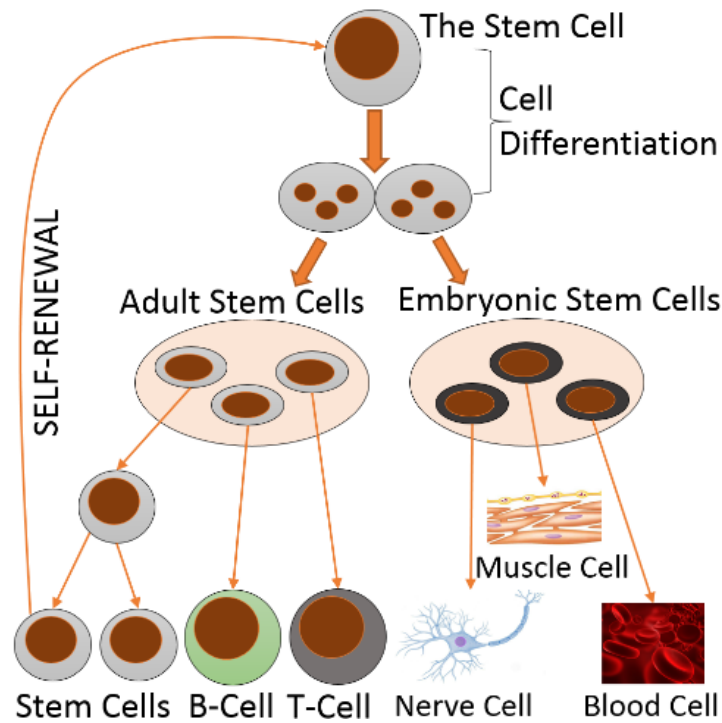 The Stem Cell
Cell
Differentiation
SELF-RENEWAL
Adult Stem Cells
Embryonic Stem Cells
Muscle Cell
Stem Cells
B-Cell
T-Cell
Nerve Cell
Blood Cell